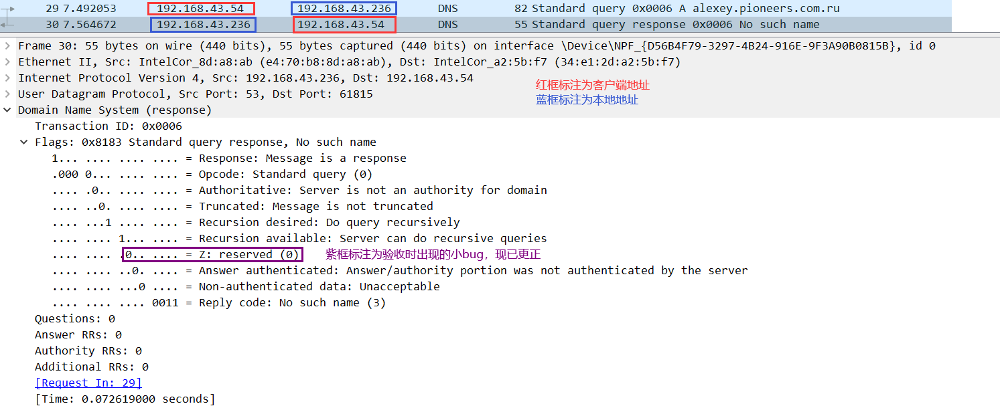 29 7.492053 192.168.43.54 192.168.43.236 DNS 82 Standard query 0x0006 A alexey.pioneers.com.ru
30 7.564672 192.168.43.236 192.168.43.54 DNS 55 Standard query response 0x0006 No such name
Frame 30: 55 bytes on wire (440 bits), 55 bytes captured (440 bits) on interface \Device\NPF_{D56B4F79-3297-4B24-916E-9F3A90B0815B}, id 0
Ethernet II, Src: IntelCor_8d:a8:ab (e4:70:b8:8d:a8:ab), Dst: IntelCor_a2:5b:f7 (34:e1:2d:a2:5b:f7)
Internet Protocol Version 4, Src: 192.168.43.236, Dst: 192.168.43.54
红框标注为客户端地址
User Datagram Protocol, Src Port: 53, Dst Port: 61815
蓝框标注为本地地址
Domain Name System (response)
Transaction ID: 0x0006
Flags: 0x8183 Standard query response, No such name
1... .... .... .... = Response: Message is a response
.000 0... .... .... = Opcode: Standard query (0)
.... .0.. .... .... = Authoritative: Server is not an authority for domain
.... ..0. .... .... = Truncated: Message is not truncated
.... ...1 .... .... = Recursion desired: Do query recursively
.... .... 1... .... = Recursion available: Server can do recursive queries
.... .... .0.. .... = Z: reserved (0) 紫框标注为验收时出现的小bug，现已更正
.... .... ..0. .... = Answer authenticated: Answer/authority portion was not authenticated by the server
.... .... ...0 .... = Non-authenticated data: Unacceptable
.... .... .... 0011 = Reply code: No such name (3)
Questions: 0
Answer RRs: 0
Authority RRs: 0
Additional RRs: 0
[Request In: 29]
[Time: 0.072619000 seconds]